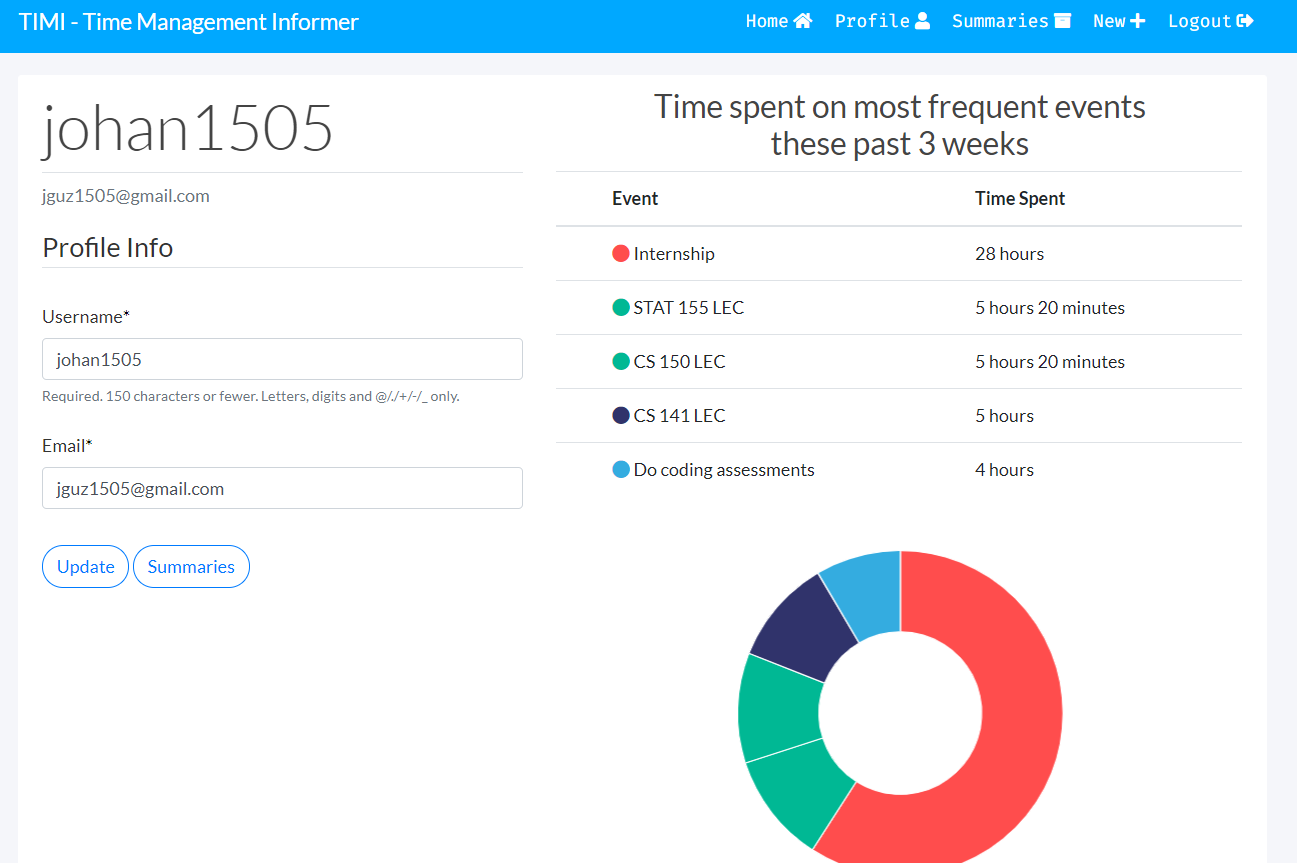 TIMI - Time Management Informer
Home Profile Summaries New Logout
johan1505
jguz1505@gmail.com
Profile Info
Username*
johan1505
Required. 150 characters or fewer. Letters, digits and @/./+/-/_ only.
Email*
jguz1505@gmail.com
Update Summaries
Time spent on most frequent events
these past 3 weeks
Event Time Spent
Internship 28 hours
STAT 155 LEC 5 hours 20 minutes
CS 150 LEC 5 hours 20 minutes
CS 141 LEC 5 hours
Do coding assessments 4 hours